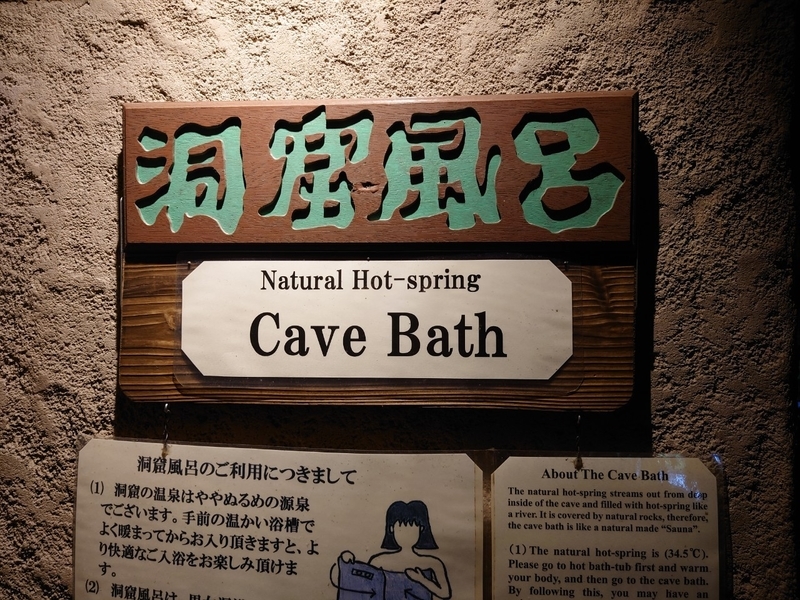 洞窟風呂
Natural Hot-spring
Cave Bath
洞窟風呂のご利用につきまして
(1) 洞窟の温泉はややぬるめの源泉
でございます。手前の温かい浴槽で
よく暖まってからお入り頂きますと、よ
り快適なご入浴をお楽しみ頂けま
す。
(2) 洞窟風呂は、男女混浴
About The Cave Bath
The natural hot-spring streams out from deep
inside of the cave and filled with hot-spring like
a river. It is covered by natural rocks, therefore,
the cave bath is like a natural made “Sauna”.
(1) The natural hot-spring is (34.5℃).
Please go to hot bath-tub first and warm
your body, and then go to the cave bath.
By following this, you may have an